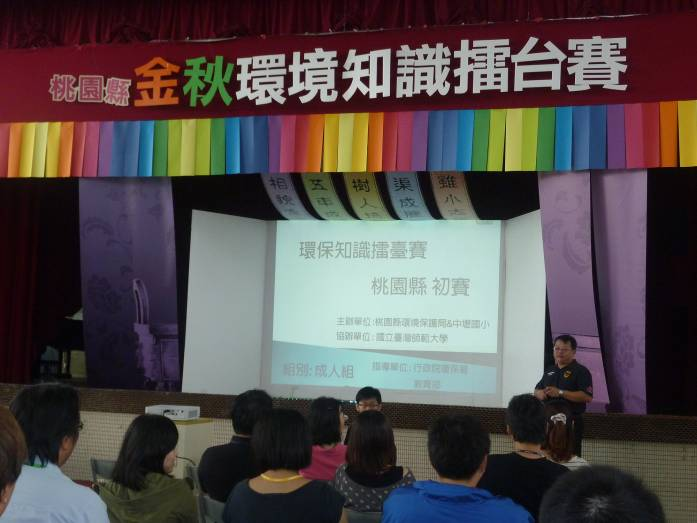 桃園縣金秋環境知識擂台賽
環保知識擂臺賽
桃園縣 初賽
主辦單位:桃園縣環境保護局&中壢國小
協辦單位:國立臺灣師範大學
組別:成人組
指導單位:行政院環保署
教育部